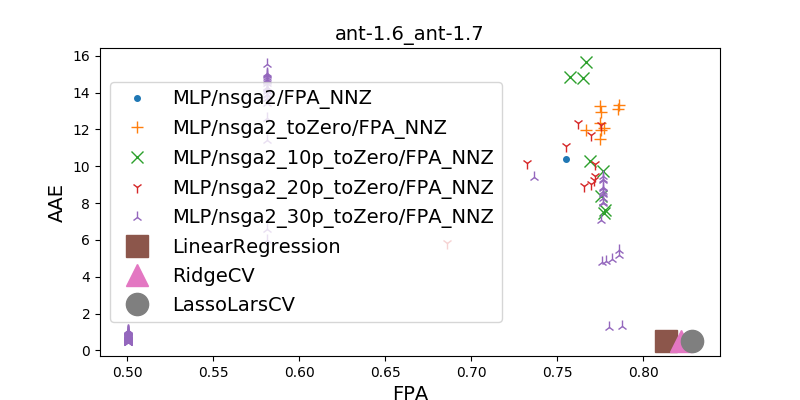 ant-1.6_ant-1.7
16
14
12
10
8
6
4
2
0
AAE
MLP/nsga2/FPA_NNZ
MLP/nsga2_toZero/FPA_NNZ
MLP/nsga2_10p_toZero/FPA_NNZ
MLP/nsga2_20p_toZero/FPA_NNZ
MLP/nsga2_30p_toZero/FPA_NNZ
LinearRegression
RidgeCV
LassoLarsCV
0.50 0.55 0.60 0.65 0.70 0.75 0.80
FPA